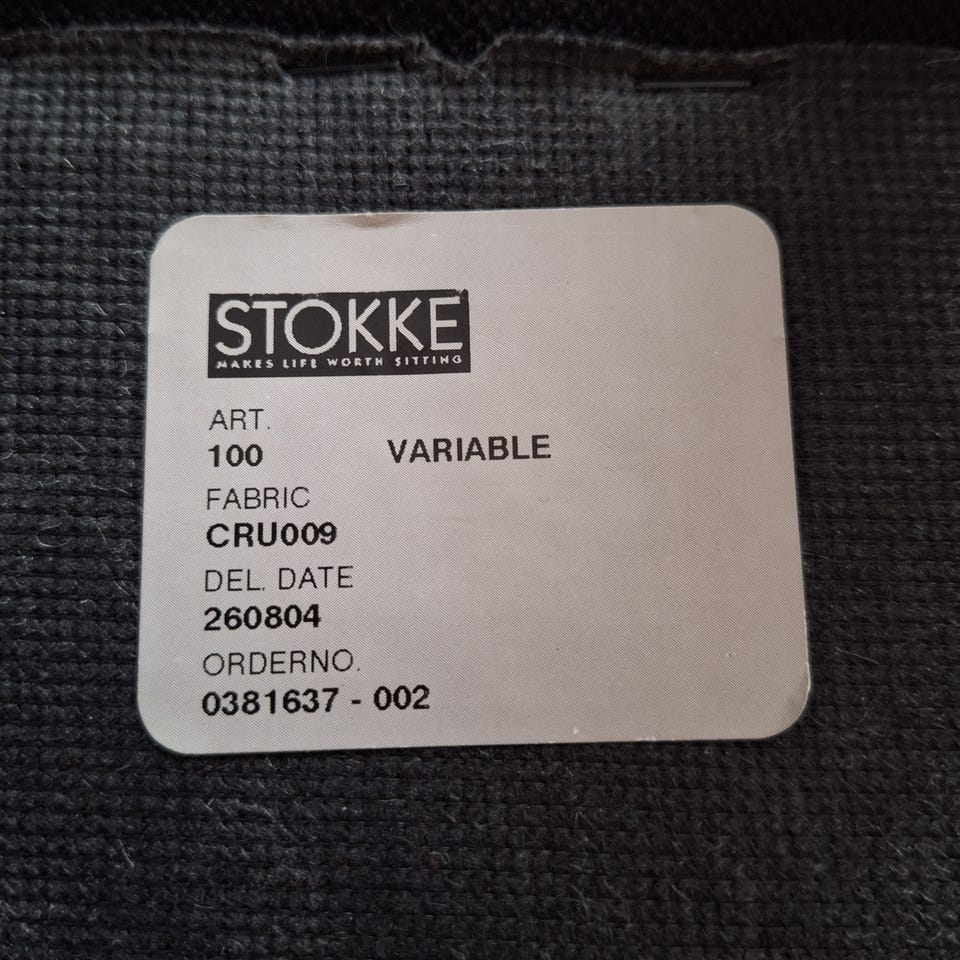 STOKKE
MAKES LIFE WORTH SITTING
ART.
100 VARIABLE
FABRIC
CRU009
DEL. DATE
260804
ORDERNO.
0381637 - 002